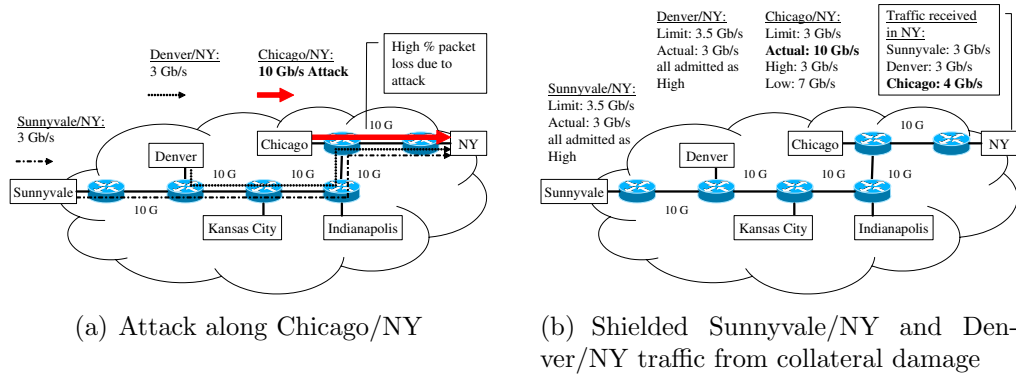 Denver/NY:
3 Gb/s
Chicago/NY:
10 Gb/s Attack
High % packet
loss due to
attack
Sunnyvale/NY:
3 Gb/s
10 G
Chicago
NY
Denver
10 G
10 G
10 G
10 G
Sunnyvale
10 G
Kansas City
Indianapolis
(a) Attack along Chicago/NY
Denver/NY:
Limit: 3.5 Gb/s
Actual: 3 Gb/s
all admitted as
High
Chicago/NY:
Limit: 3 Gb/s
Actual: 10 Gb/s
High: 3 Gb/s
Low: 7 Gb/s
Traffic received
in NY:
Sunnyvale: 3 Gb/s
Denver: 3 Gb/s
Chicago: 4 Gb/s
Sunnyvale/NY:
Limit: 3.5 Gb/s
Actual: 3 Gb/s
all admitted as
High
10 G
Chicago
NY
Denver
10 G
10 G
10 G
10 G
Sunnyvale
10 G
Kansas City
Indianapolis
(b) Shielded Sunnyvale/NY and Den-
ver/NY traffic from collateral damage